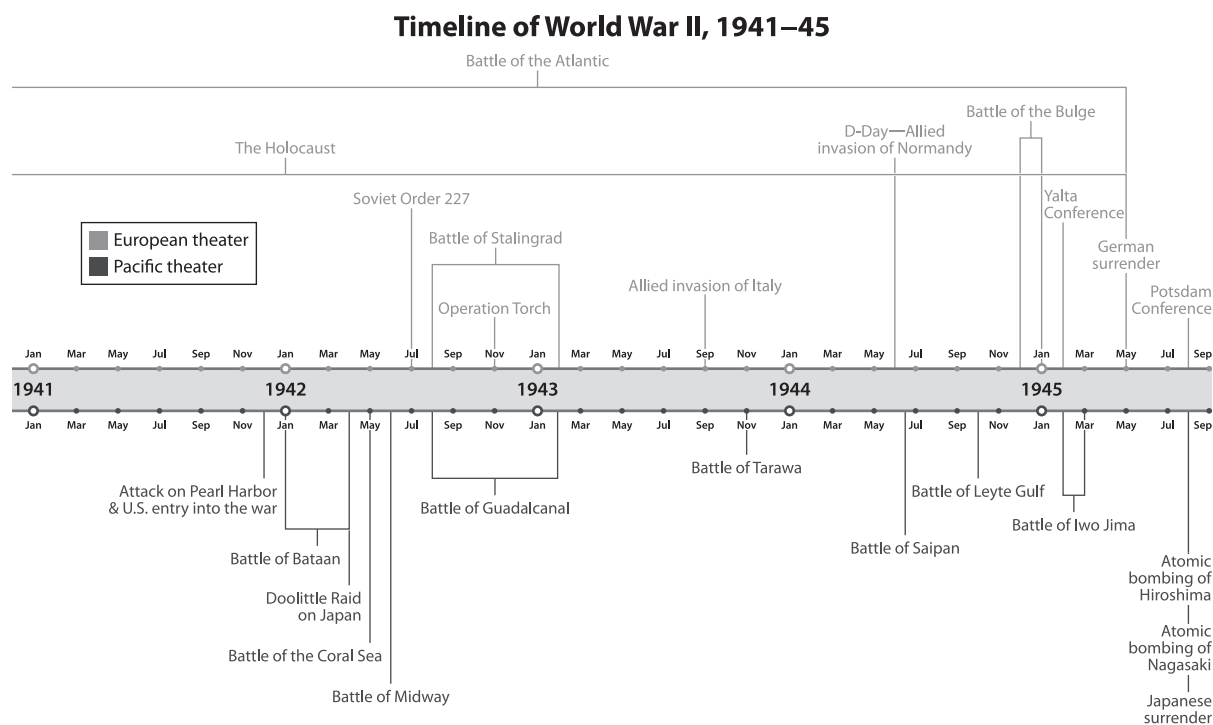 Timeline of World War II, 1941–45
Battle of the Atlantic
Battle of the Bulge
D-Day—Allied
invasion of Normandy
The Holocaust
Soviet Order 227
Yalta
Conference
European theater
Pacific theater
Battle of Stalingrad
German
surrender
Allied invasion of Italy
Operation Torch
Potsdam
Conference
Jan Mar May Jul Sep Nov Jan Mar May Jul Sep Nov Jan Mar May Jul Sep Nov Jan Mar May Jul Sep Nov Jan Mar May Jul Sep
1941 1942 1943 1944 1945
Jan Mar May Jul Sep Nov Jan Mar May Jul Sep Nov Jan Mar May Jul Sep Nov Jan Mar May Jul Sep Nov Jan Mar May Jul Sep
Attack on Pearl Harbor
& U.S. entry into the war
Battle of Guadalcanal
Battle of Tarawa
Battle of Leyte Gulf
Battle of Iwo Jima
Battle of Bataan
Battle of Saipan
Doolittle Raid
on Japan
Atomic
bombing of
Hiroshima
Battle of the Coral Sea
Atomic
bombing of
Nagasaki
Battle of Midway
Japanese
surrender